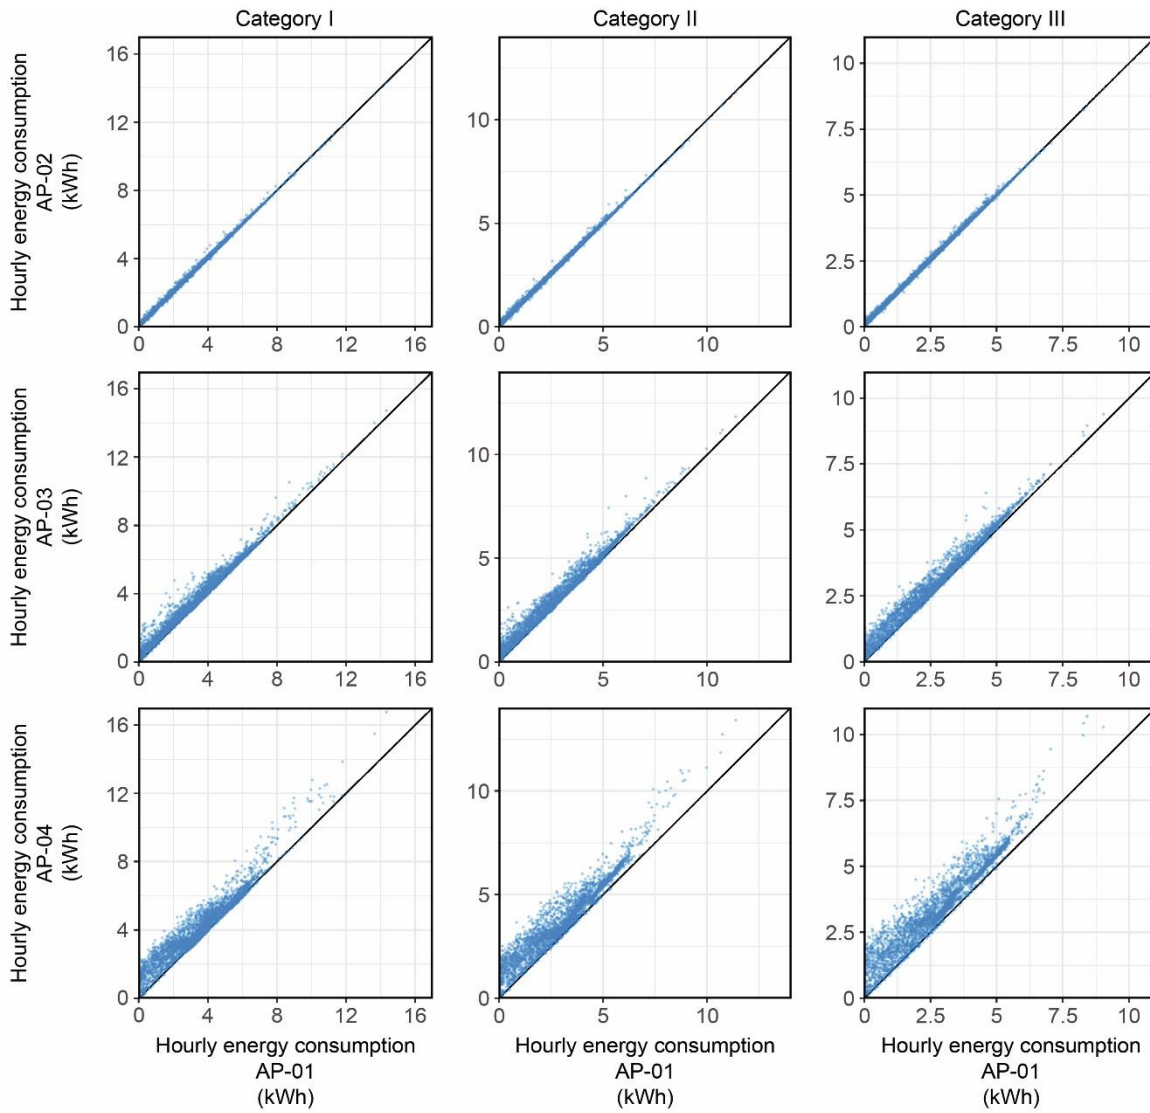 Category I
Category II
Category III
Hourly energy consumption
AP-02
(kWh)
16
12
8
4
0
0 4 8 12 16
10
5
0
0 5 10
10
7.5
5
2.5
0
0 2.5 5 7.5 10
Hourly energy consumption
AP-03
(kWh)
16
12
8
4
0
0 4 8 12 16
10
5
0
0 5 10
10
7.5
5
2.5
0
0 2.5 5 7.5 10
Hourly energy consumption
AP-04
(kWh)
16
12
8
4
0
0 4 8 12 16
10
5
0
0 5 10
10
7.5
5
2.5
0
0 2.5 5 7.5 10
Hourly energy consumption
AP-01
(kWh)
Hourly energy consumption
AP-01
(kWh)
Hourly energy consumption
AP-01
(kWh)